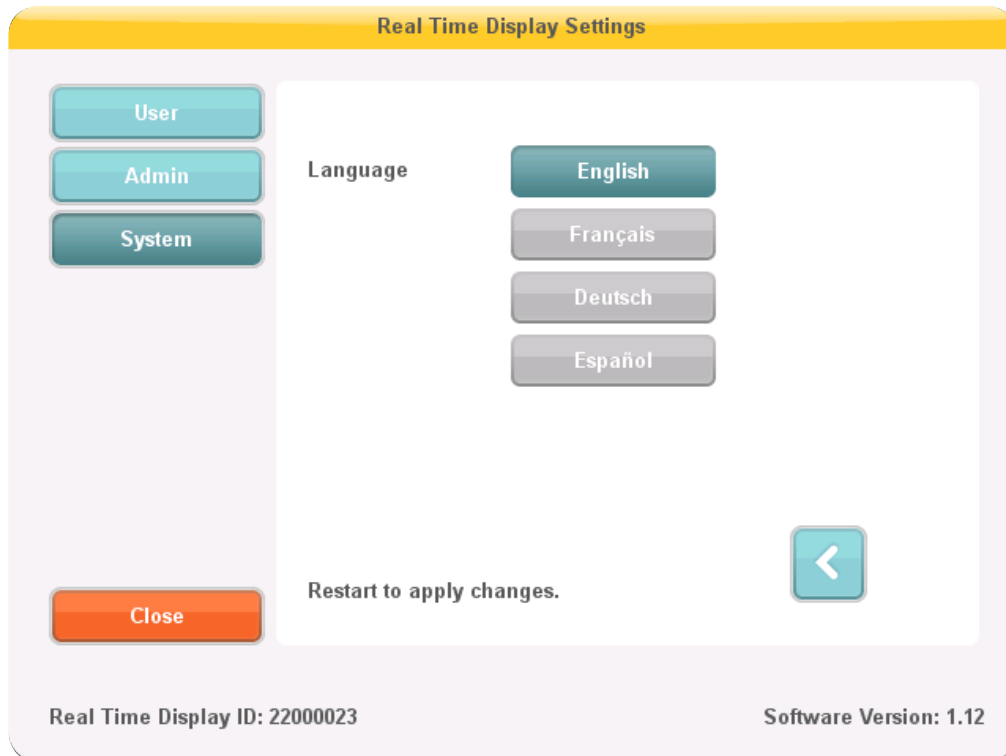 Real Time Display Settings
User
Admin
System
Language
English
Français
Deutsch
Español
Restart to apply changes.
Close
Real Time Display ID: 22000023
Software Version: 1.12